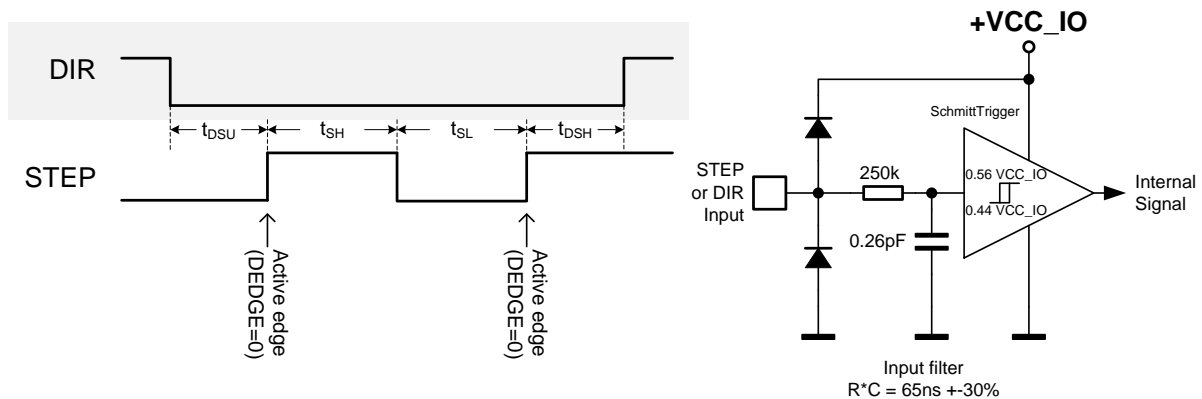 DIR
tDSU
tSH
tSL
tDSH
STEP
Active edge
(DEDGE=0)
Active edge
(DEDGE=0)
+VCC_IO
SchmittTrigger
0.56 VCC_IO
0.44 VCC_IO
250k
0.26pF
STEP
or DIR
Input
Internal
Signal
Input filter
R*C = 65ns +-30%